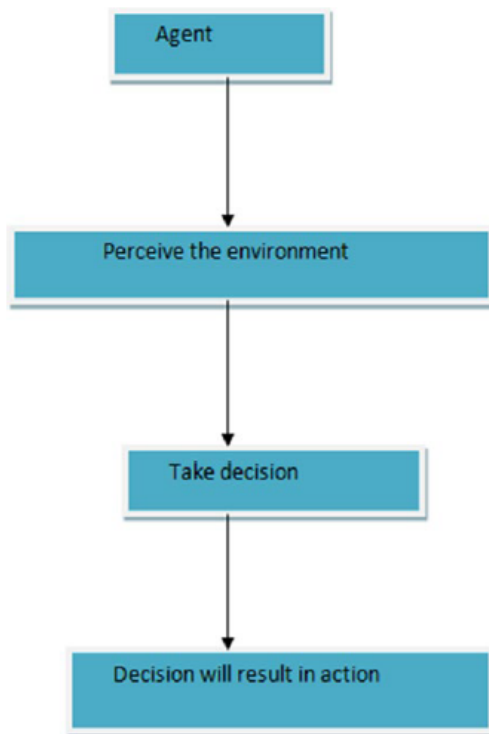 Agent
Perceive the environment
Take decision
Decision will result in action